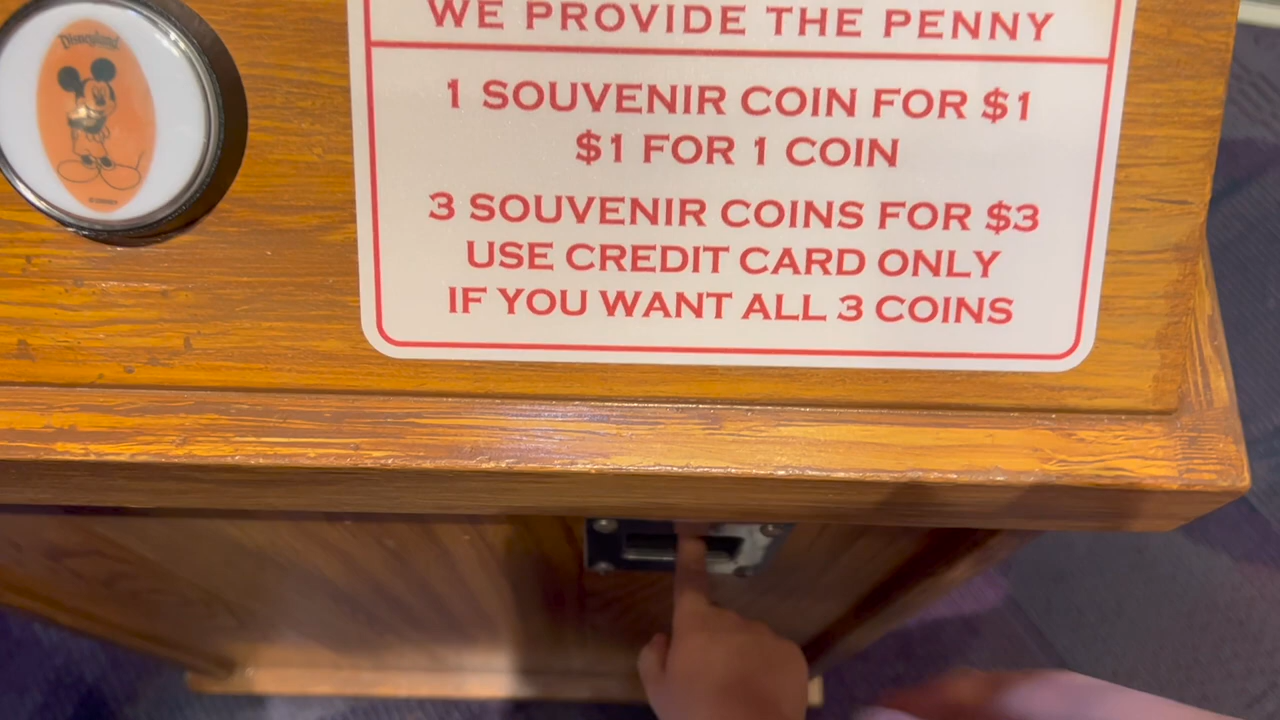 Disneyland
WE PROVIDE THE PENNY
1 SOUVENIR COIN FOR $1
$1 FOR 1 COIN
3 SOUVENIR COINS FOR $3
USE CREDIT CARD ONLY
IF YOU WANT ALL 3 COINS